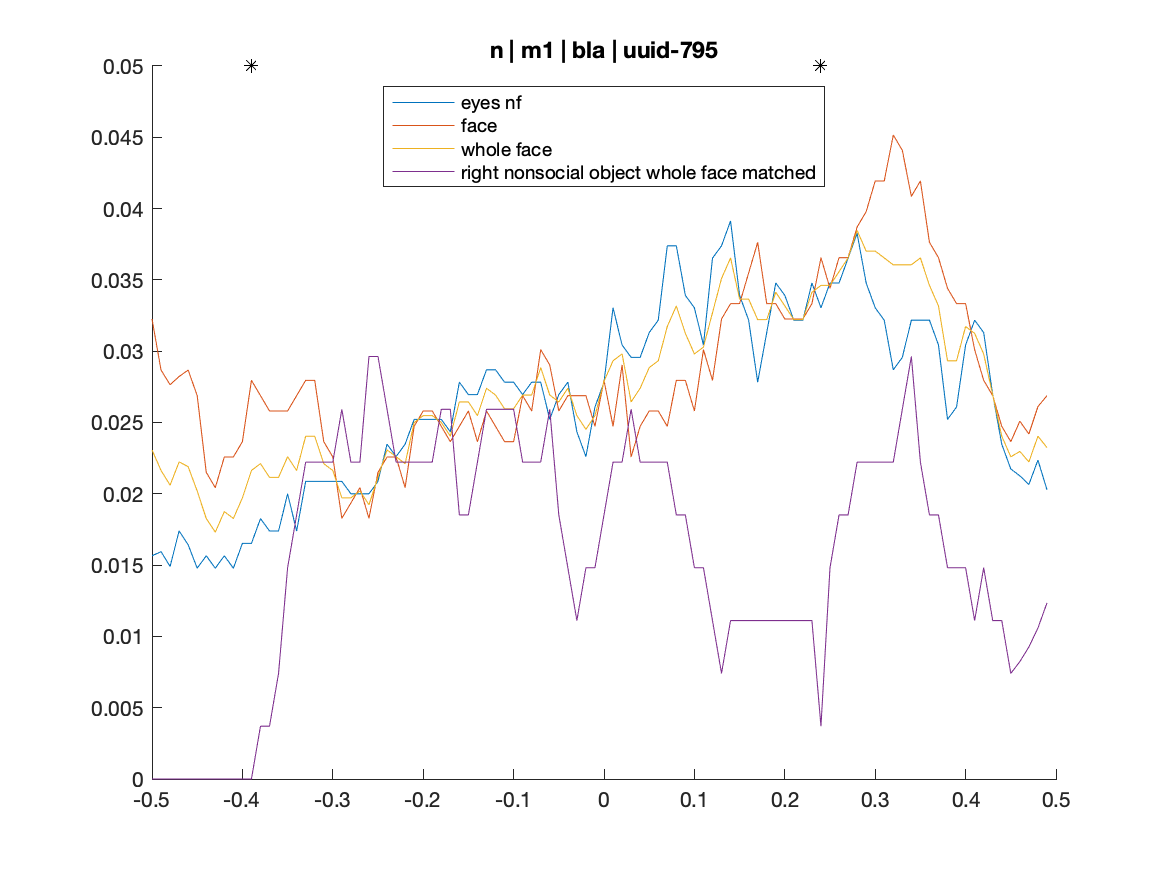 n | m1 | bla | uuid-795
eyes nf
face
whole face
right nonsocial object whole face matched
0.05
0.045
0.04
0.035
0.03
0.025
0.02
0.015
0.01
0.005
0
-0.5 -0.4 -0.3 -0.2 -0.1 0 0.1 0.2 0.3 0.4 0.5